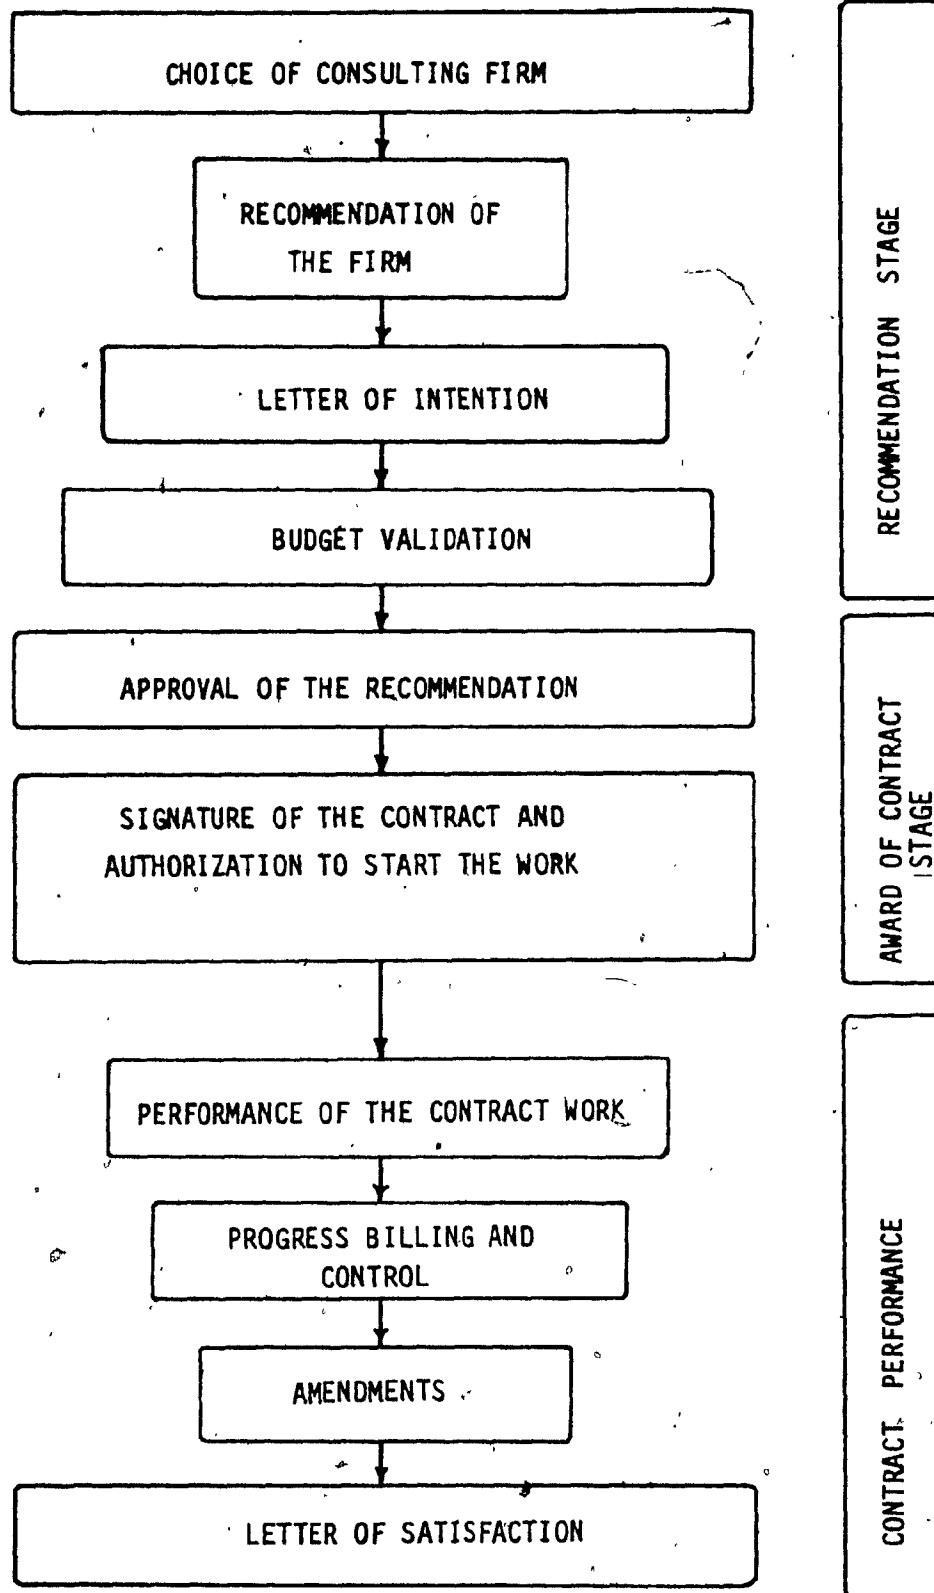 CHOICE OF CONSULTING FIRM
RECOMMENDATION OF
THE FIRM
LETTER OF INTENTION
BUDGET VALIDATION
RECOMMENDATION STAGE
APPROVAL OF THE RECOMMENDATION
SIGNATURE OF THE CONTRACT AND
AUTHORIZATION TO START THE WORK
AWARD OF CONTRACT
STAGE
PERFORMANCE OF THE CONTRACT WORK
PROGRESS BILLING AND
CONTROL
AMENDMENTS
LETTER OF SATISFACTION
CONTRACT PERFORMANCE